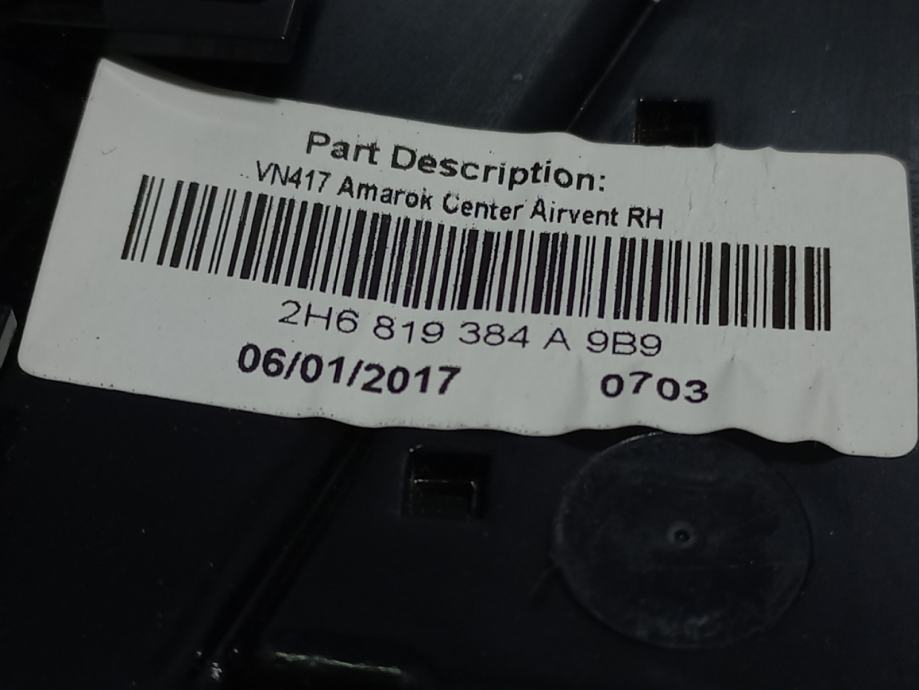 Part Description:
VN417 Amarok Center Airvent RH
2H6 819 384 A 9B9
06/01/2017 0703